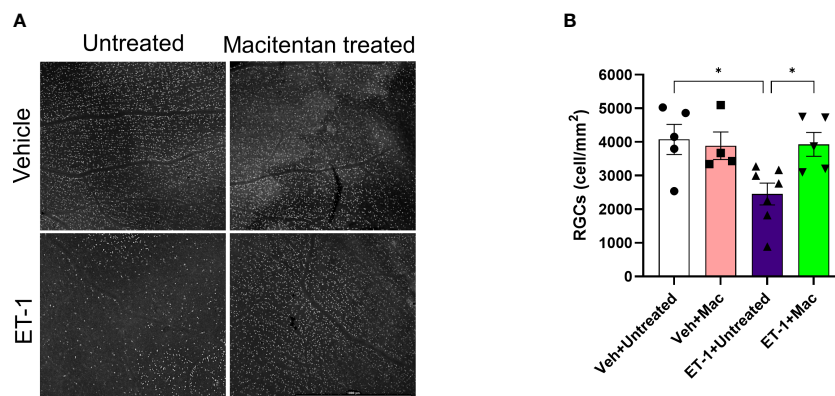 A
Untreated
Macitentan treated
Vehicle
ET-1
B
*
*
RGCs (cell/mm²)
6000
5000
4000
3000
2000
1000
0
Veh+Untreated
Veh+Mac
ET-1+Untreated
ET-1+Mac